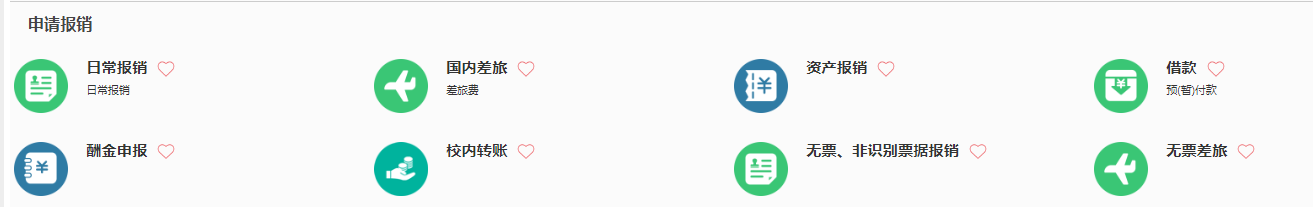 申请报销
日常报销
日常报销
国内差旅
差旅费
资产报销
借款
预(暂)付款
酬金申报
校内转账
无票、非识别票据报销
无票差旅